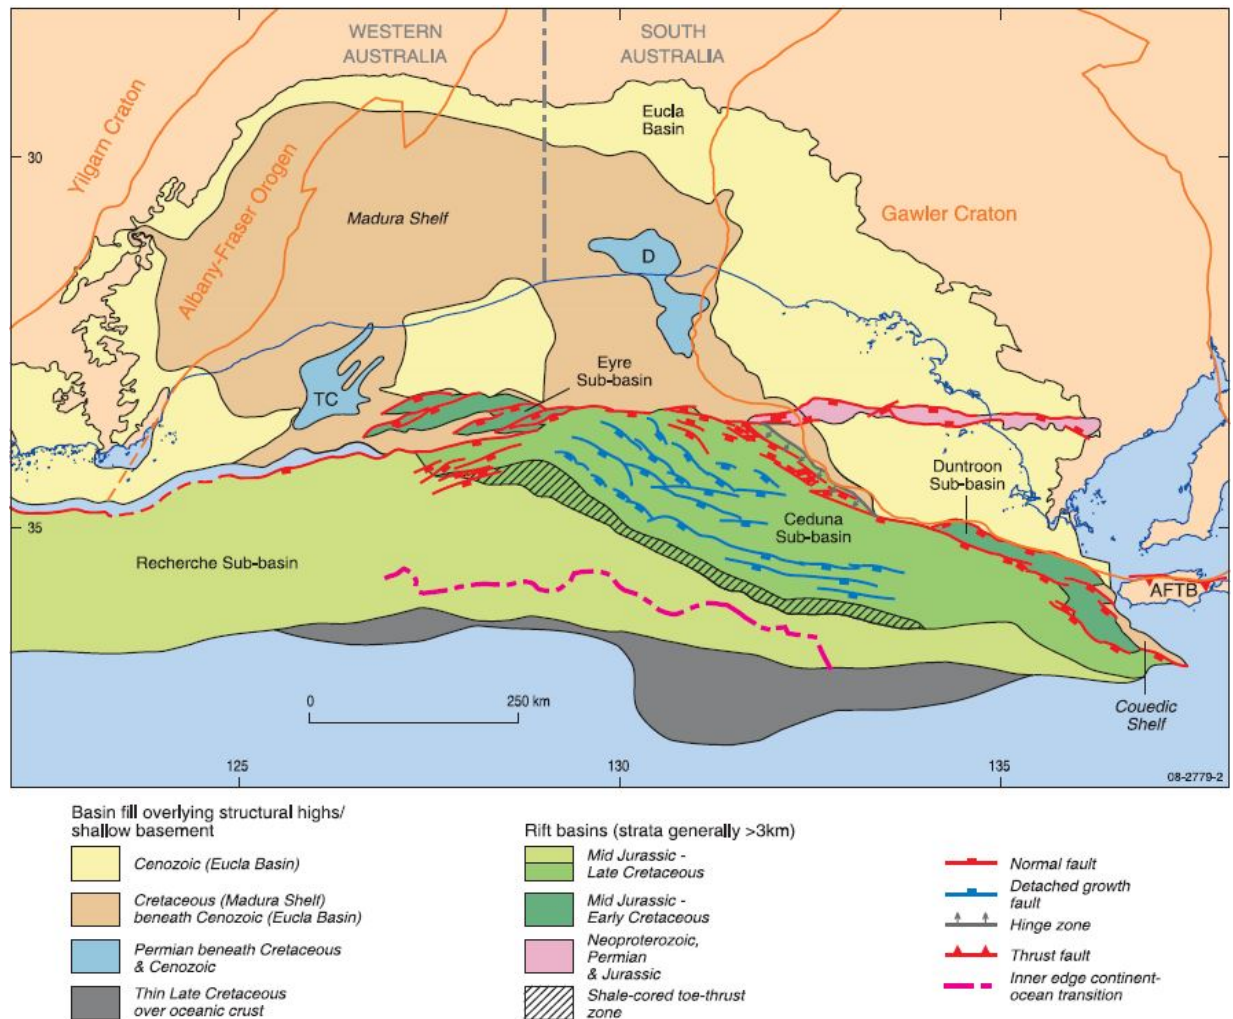 WESTERN
AUSTRALIA
SOUTH
AUSTRALIA
Yilgarn Craton
Eucla
Basin
30
Albany-Fraser Orogen
Madura Shelf
Gawler Craton
D
Eyre
Sub-basin
TC
Duntroon
Sub-basin
35
Ceduna
Sub-basin
Recherche Sub-basin
AFTB
0
250 km
Couedic
Shelf
125
130
135
08-2779-2
Basin fill overlying structural highs/
shallow basement
Cenozoic (Eucla Basin)
Cretaceous (Madura Shelf)
beneath Cenozoic (Eucla Basin)
Permian beneath Cretaceous
& Cenozoic
Thin Late Cretaceous
over oceanic crust
Rift basins (strata generally >3km)
Mid Jurassic -
Late Cretaceous
Mid Jurassic -
Early Cretaceous
Neoproterozoic,
Permian
& Jurassic
Shale-cored toe-thrust
zone
Normal fault
Detached growth
fault
Hinge zone
Thrust fault
Inner edge continent-
ocean transition